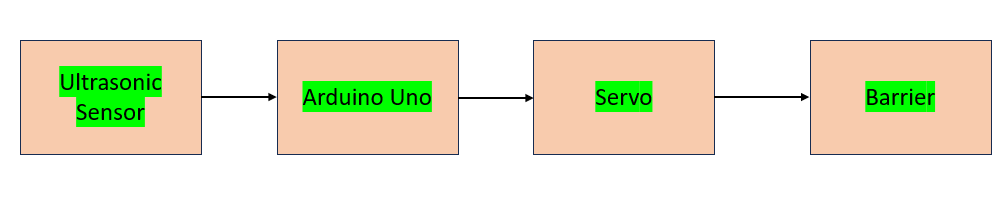 Ultrasonic
Sensor
Arduino Uno
Servo
Barrier